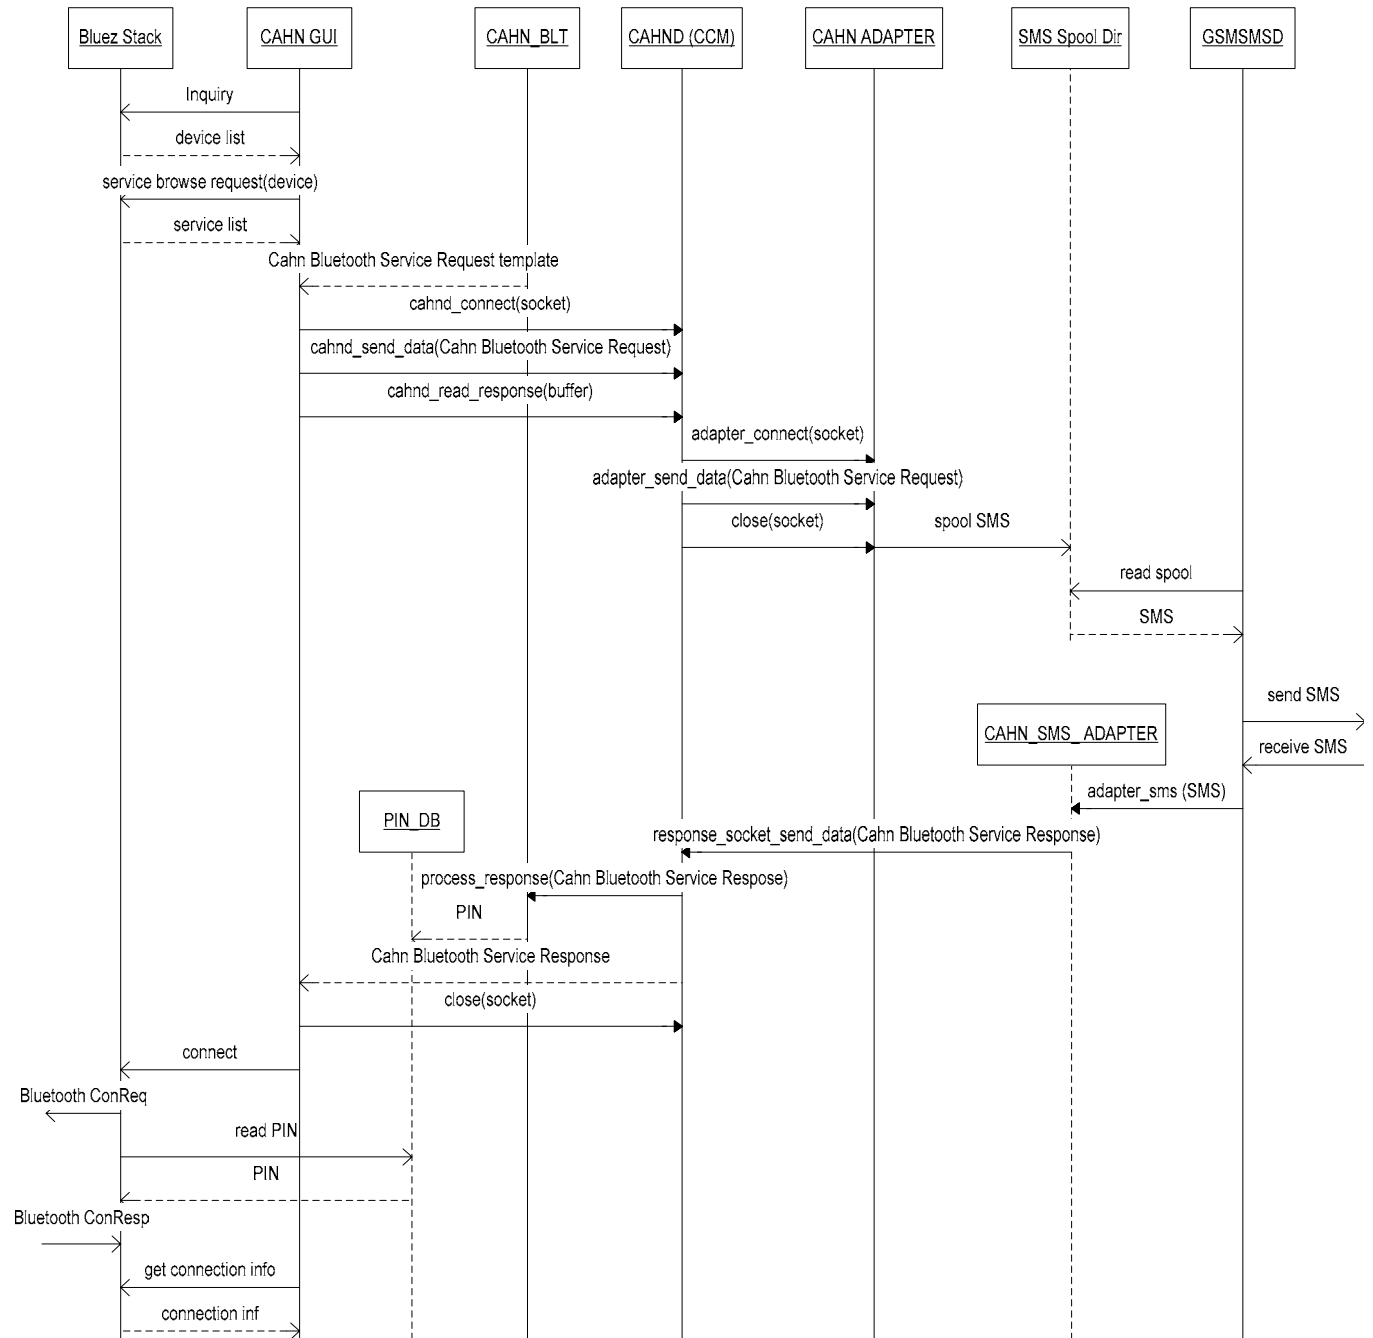 Bluez Stack
CAHN GUI
CAHN_BLT
CAHND (CCM)
CAHN ADAPTER
SMS Spool Dir
GSMSMSD
Inquiry
device list
service browse request(device)
service list
Cahn Bluetooth Service Request template
cahnd_connect(socket)
cahnd_send_data(Cahn Bluetooth Service Request)
cahnd_read_response(buffer)
adapter_connect(socket)
adapter_send_data(Cahn Bluetooth Service Request)
close(socket)
spool SMS
read spool
SMS
send SMS
CAHN_SMS_ADAPTER
receive SMS
adapter_sms (SMS)
PIN_DB
response_socket_send_data(Cahn Bluetooth Service Response)
process_response(Cahn Bluetooth Service Respose)
PIN
Cahn Bluetooth Service Response
close(socket)
connect
Bluetooth ConReq
read PIN
PIN
Bluetooth ConResp
get connection info
connection inf